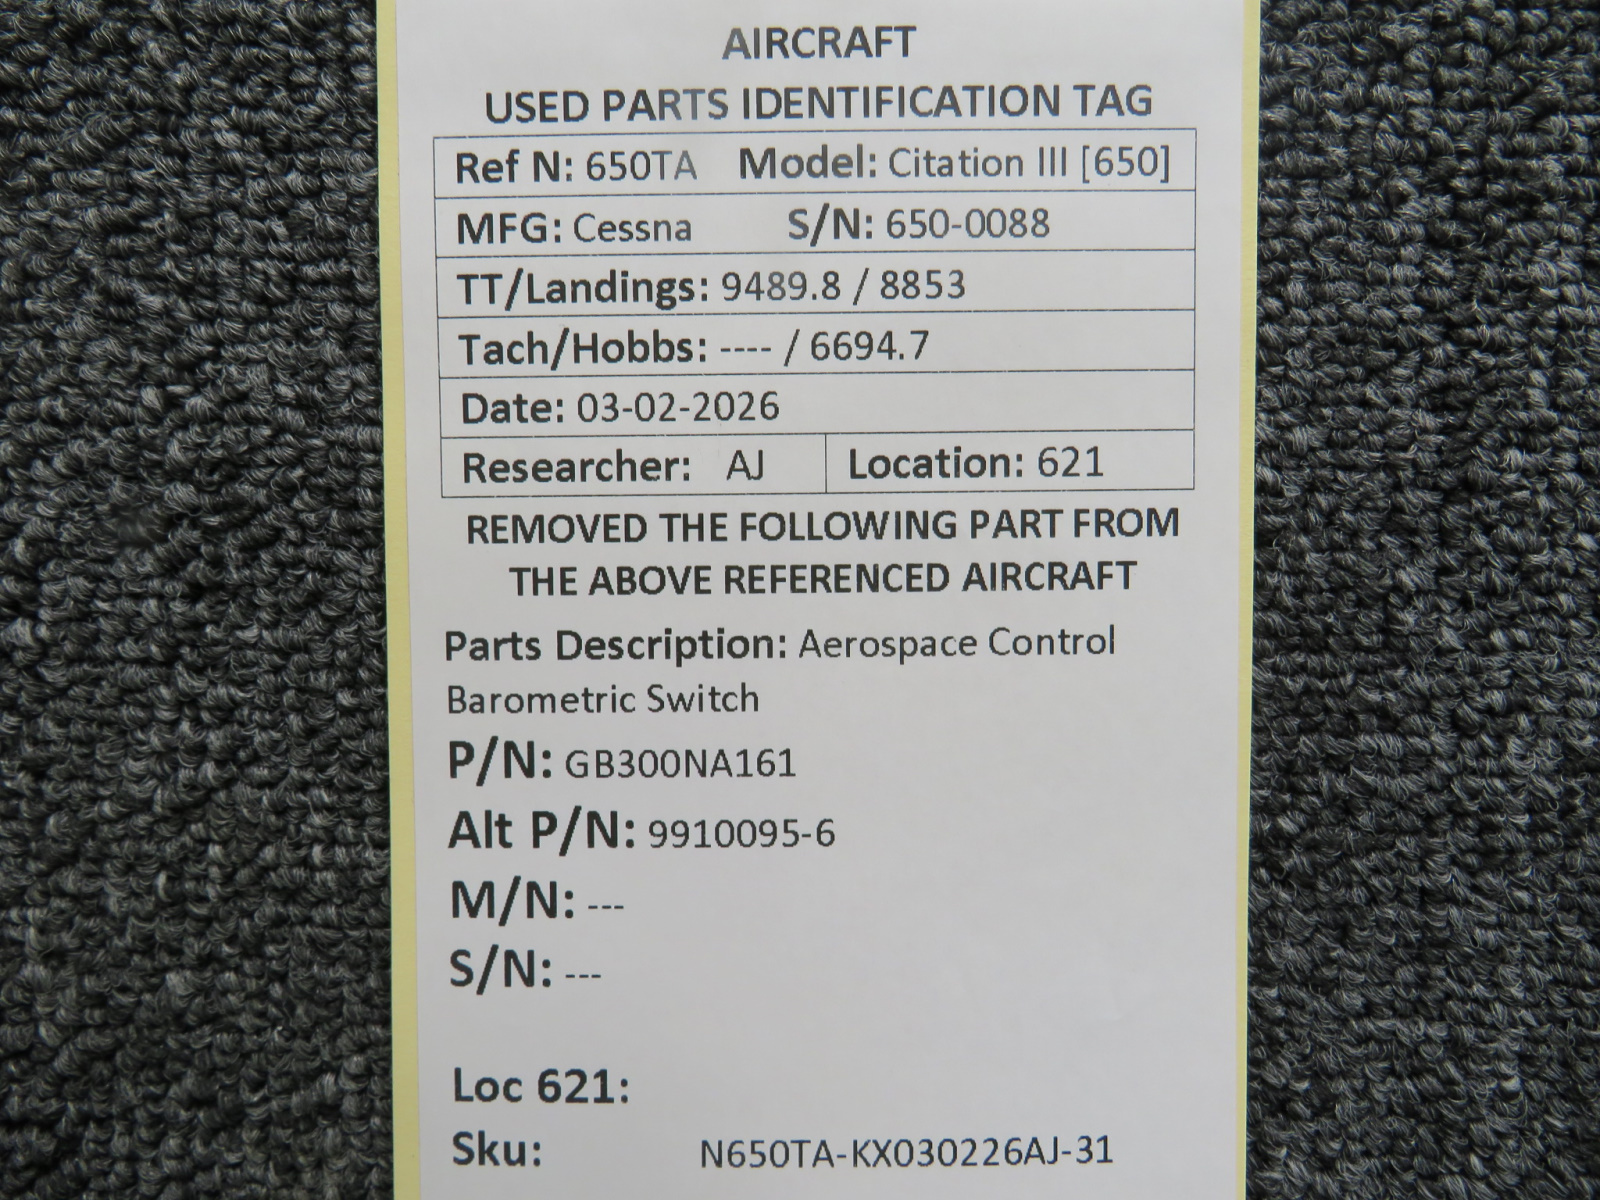 AIRCRAFT
USED PARTS IDENTIFICATION TAG
Ref N: 650TA Model: Citation III [650]
MFG: Cessna S/N: 650-0088
TT/Landings: 9489.8 / 8853
Tach/Hobbs: ---- / 6694.7
Date: 03-02-2026
Researcher: AJ Location: 621
REMOVED THE FOLLOWING PART FROM
THE ABOVE REFERENCED AIRCRAFT
Parts Description: Aerospace Control
Barometric Switch
P/N: GB300NA161
Alt P/N: 9910095-6
M/N: ---
S/N: ---
Loc 621:
Sku: N650TA-KX030226AJ-31